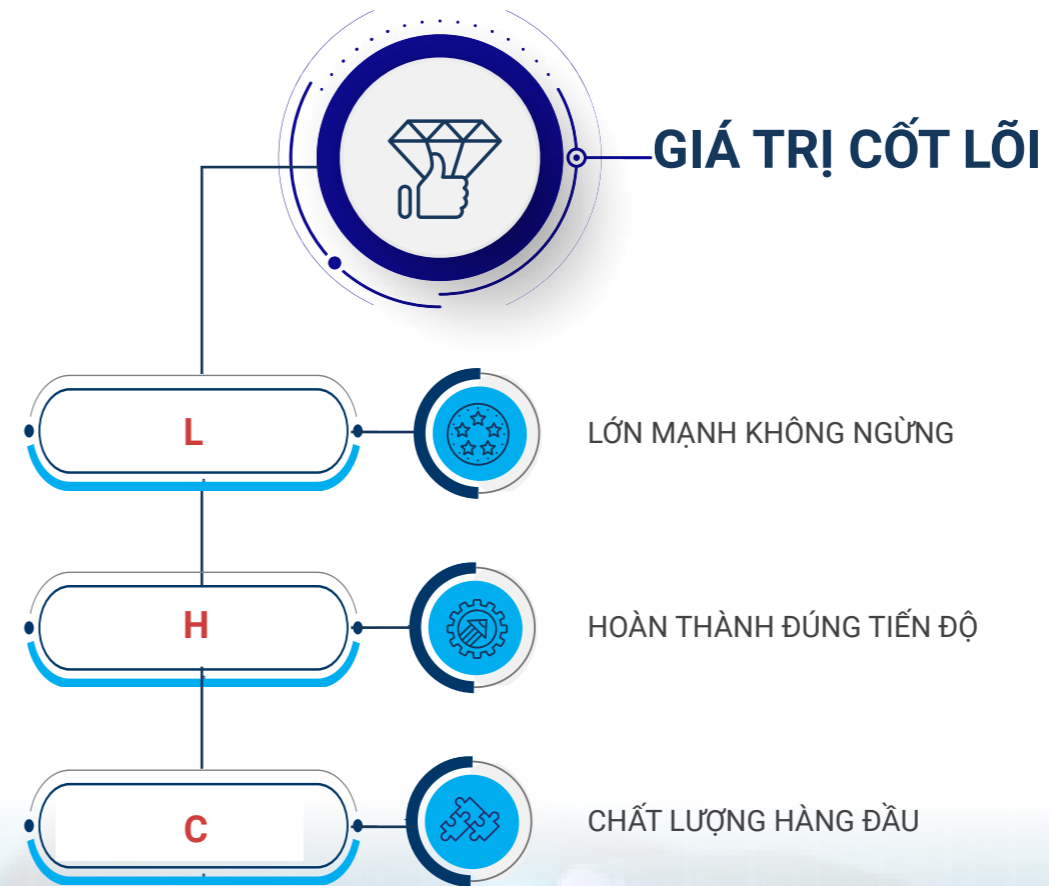 GIÁ TRỊ CỐT LÕI
L
LỚN MẠNH KHÔNG NGỪNG
H
HOÀN THÀNH ĐÚNG TIẾN ĐỘ
C
CHẤT LƯỢNG HÀNG ĐẦU